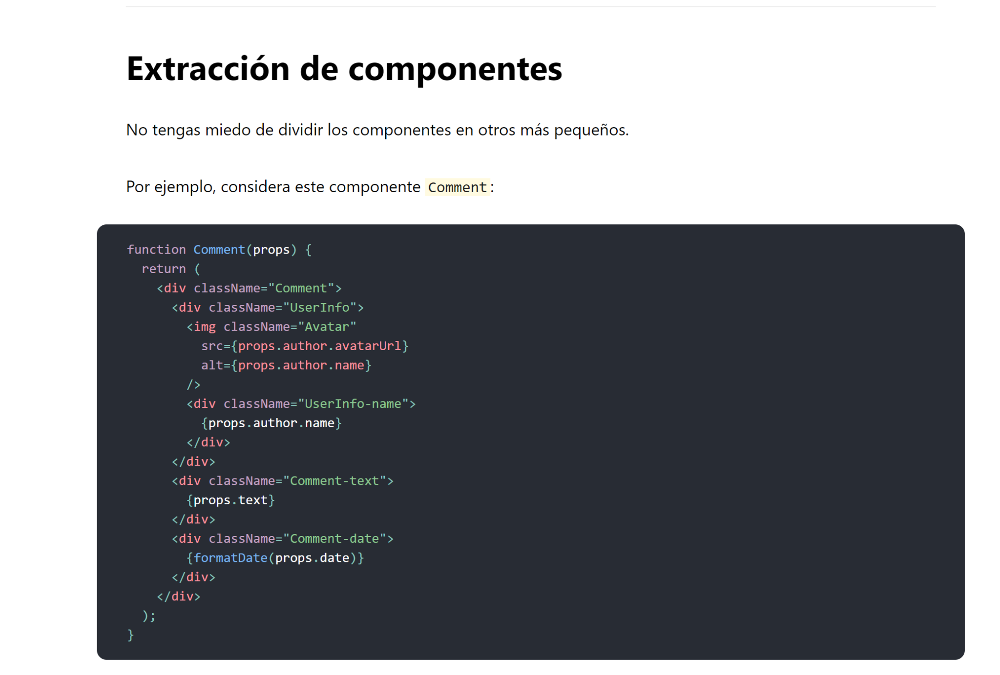 Extracción de componentes
No tengas miedo de dividir los componentes en otros más pequeños.
Por ejemplo, considera este componente Comment:
function Comment(props) {
  return (
    <div className="Comment">
      <div className="UserInfo">
        <img className="Avatar"
          src={props.author.avatarUrl}
          alt={props.author.name}
        />
        <div className="UserInfo-name">
          {props.author.name}
        </div>
      </div>
      <div className="Comment-text">
        {props.text}
      </div>
      <div className="Comment-date">
        {formatDate(props.date)}
      </div>
    </div>
  );
}